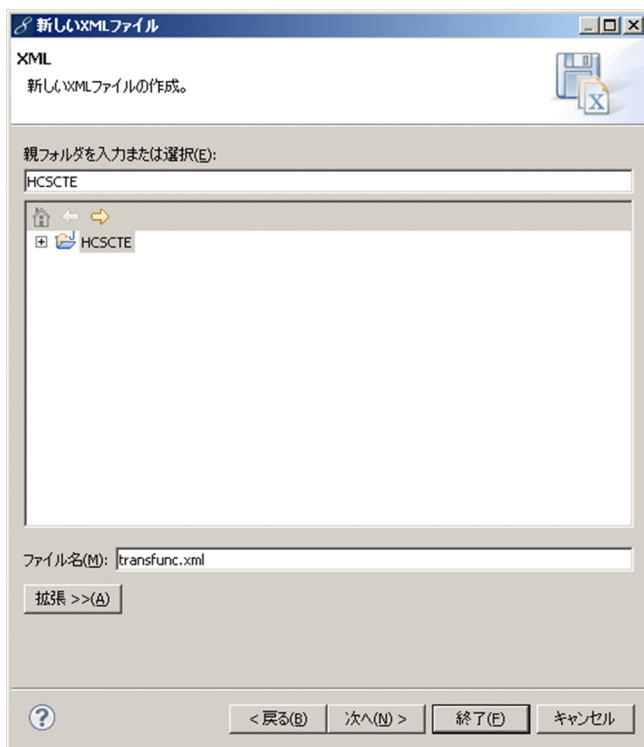 新しいXMLファイル
XML
新しいXMLファイルの作成。
親フォルダを入力または選択(E):
HCSCTE
HCSCTE
ファイル名(M): transfunc.xml
拡張 >>(A)
< 戻る(B) 次へ(N) > 終了(F) キャンセル